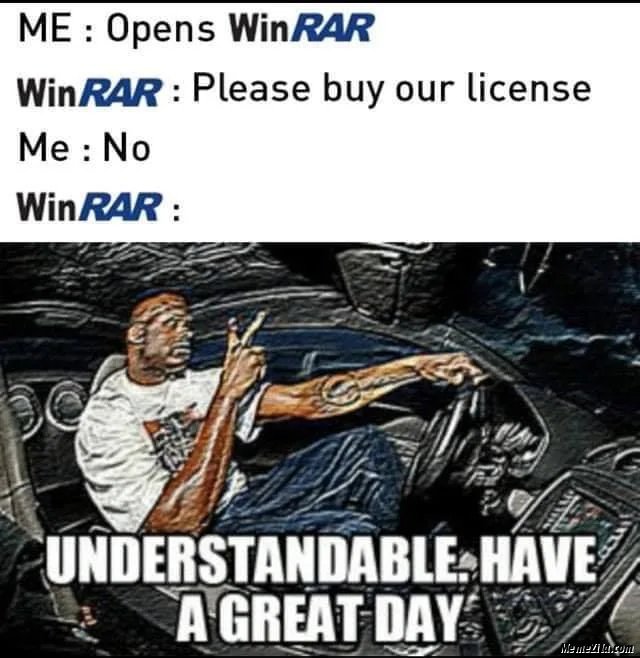 ME : Opens WinRAR
WinRAR : Please buy our license
Me : No
WinRAR :
UNDERSTANDABLE, HAVE
A GREAT DAY
MemeZila.com